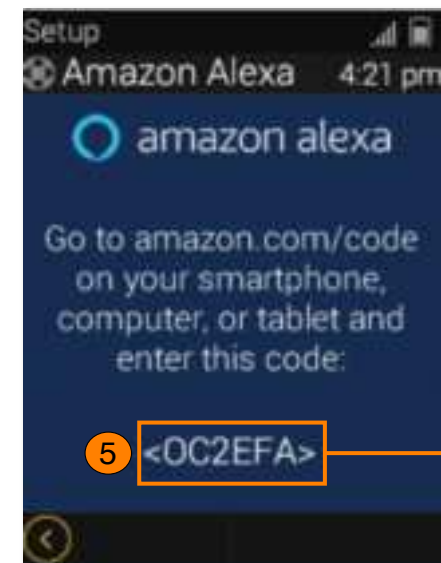 Setup
Amazon Alexa 4:21 pm
amazon alexa
Go to amazon.com/code
on your smartphone,
computer, or tablet and
enter this code:
5 <OC2EFA>